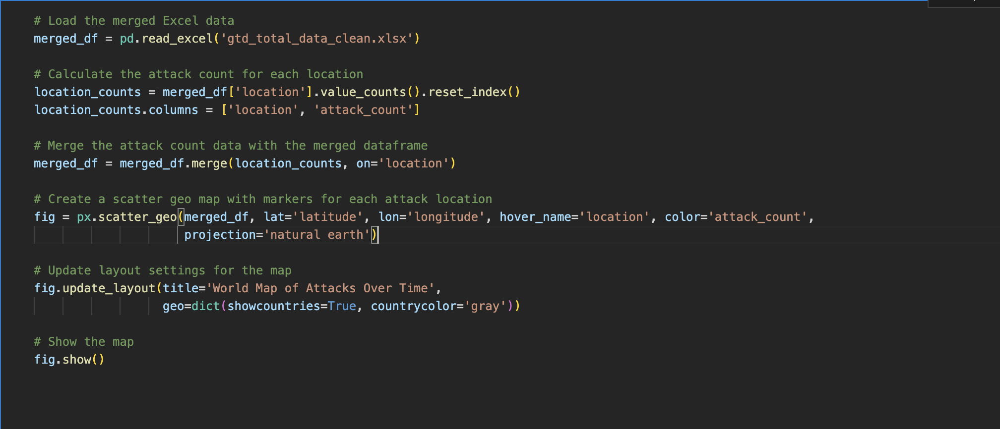 # Load the merged Excel data
merged_df = pd.read_excel('gtd_total_data_clean.xlsx')
# Calculate the attack count for each location
location_counts = merged_df['location'].value_counts().reset_index()
location_counts.columns = ['location', 'attack_count']
# Merge the attack count data with the merged dataframe
merged_df = merged_df.merge(location_counts, on='location')
# Create a scatter geo map with markers for each attack location
fig = px.scatter_geo(merged_df, lat='latitude', lon='longitude', hover_name='location', color='attack_count',
projection='natural earth')
# Update layout settings for the map
fig.update_layout(title='World Map of Attacks Over Time',
geo=dict(showcountries=True, countrycolor='gray'))
# Show the map
fig.show()